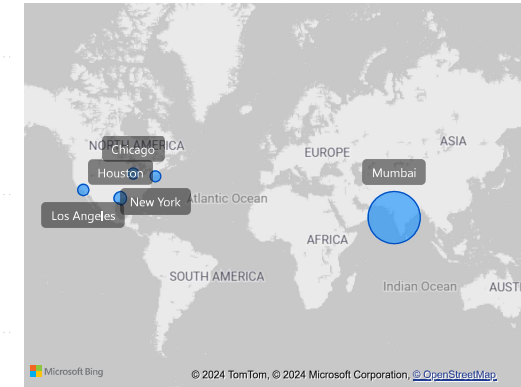 NORTH AMERICA
Chicago
EUROPE
ASIA
Houston
Mumbai
Los Angeles
New York
Atlantic Ocean
AFRICA
SOUTH AMERICA
Indian Ocean
AUST
Microsoft Bing
© 2024 TomTom, © 2024 Microsoft Corporation, © OpenStreetMap